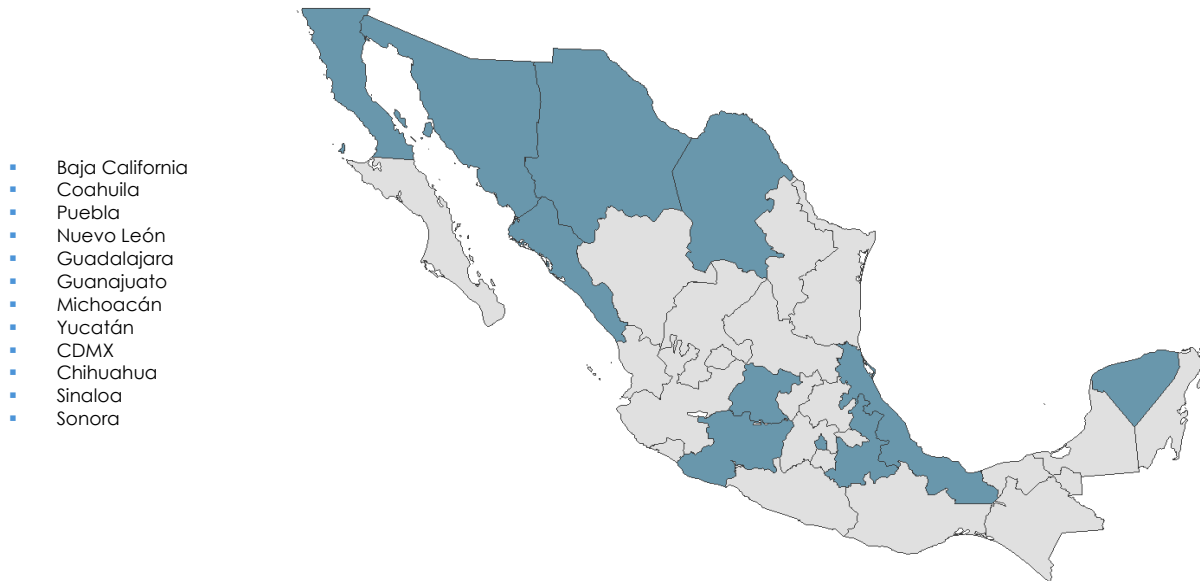 Baja California
Coahuila
Puebla
Nuevo León
Guadalajara
Guanajuato
Michoacán
Yucatán
CDMX
Chihuahua
Sinaloa
Sonora